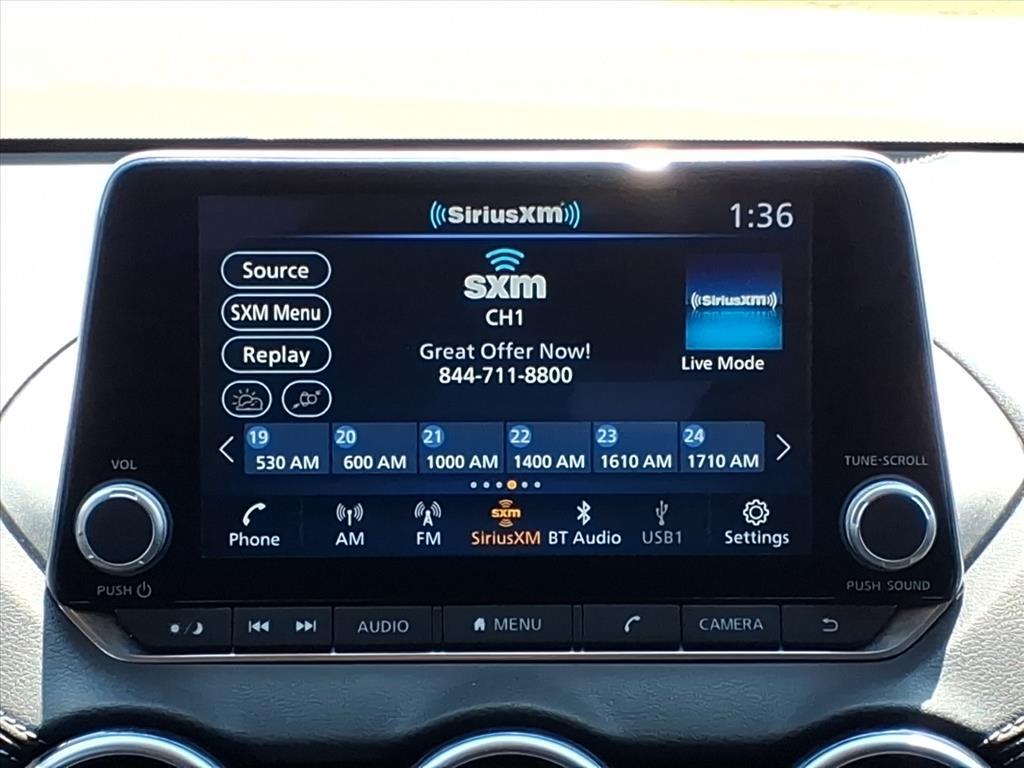 SiriusXM
1:36
Source
SXM Menu
Replay
sxm
CH1
Great Offer Now!
844-711-8800
SiriusXM
Live Mode
19 20 21 22 23 24
530 AM 600 AM 1000 AM 1400 AM 1610 AM 1710 AM
VOL
TUNE·SCROLL
sxm
Phone AM FM SiriusXM BT Audio USB1 Settings
PUSH
PUSH SOUND
AUDIO MENU CAMERA